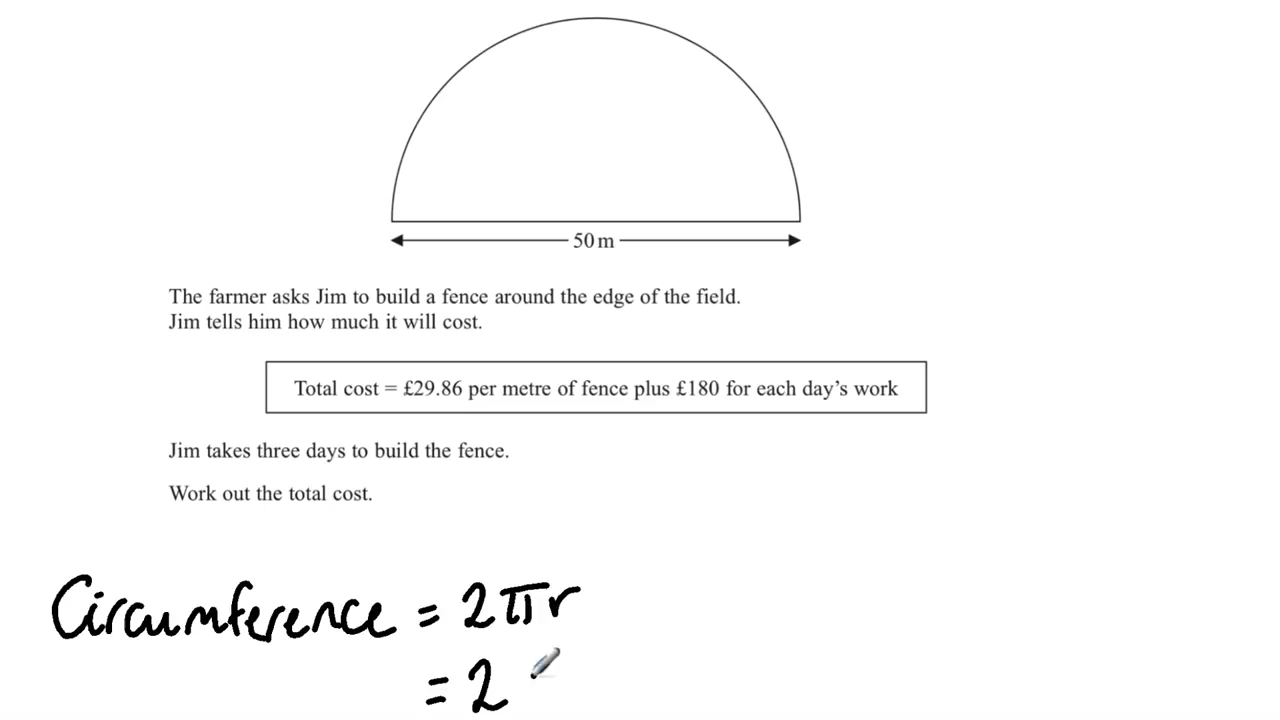 50 m
The farmer asks Jim to build a fence around the edge of the field.
Jim tells him how much it will cost.
Total cost = £29.86 per metre of fence plus £180 for each day’s work
Jim takes three days to build the fence.
Work out the total cost.
Circumference = 2πr
= 2